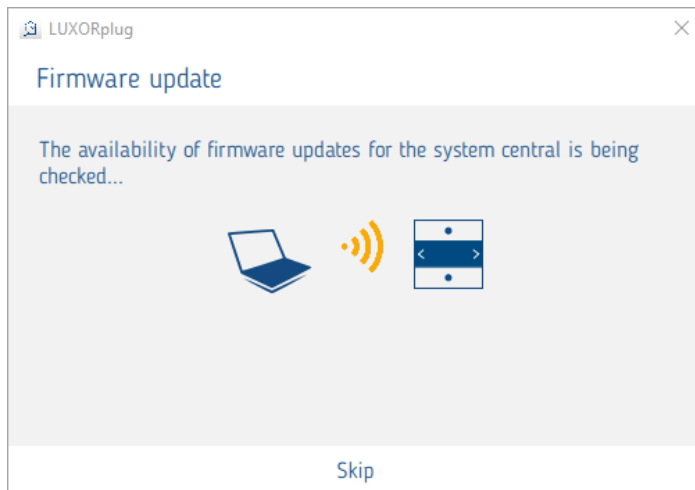 LUXORplug
Firmware update
The availability of firmware updates for the system central is being
checked...
Skip